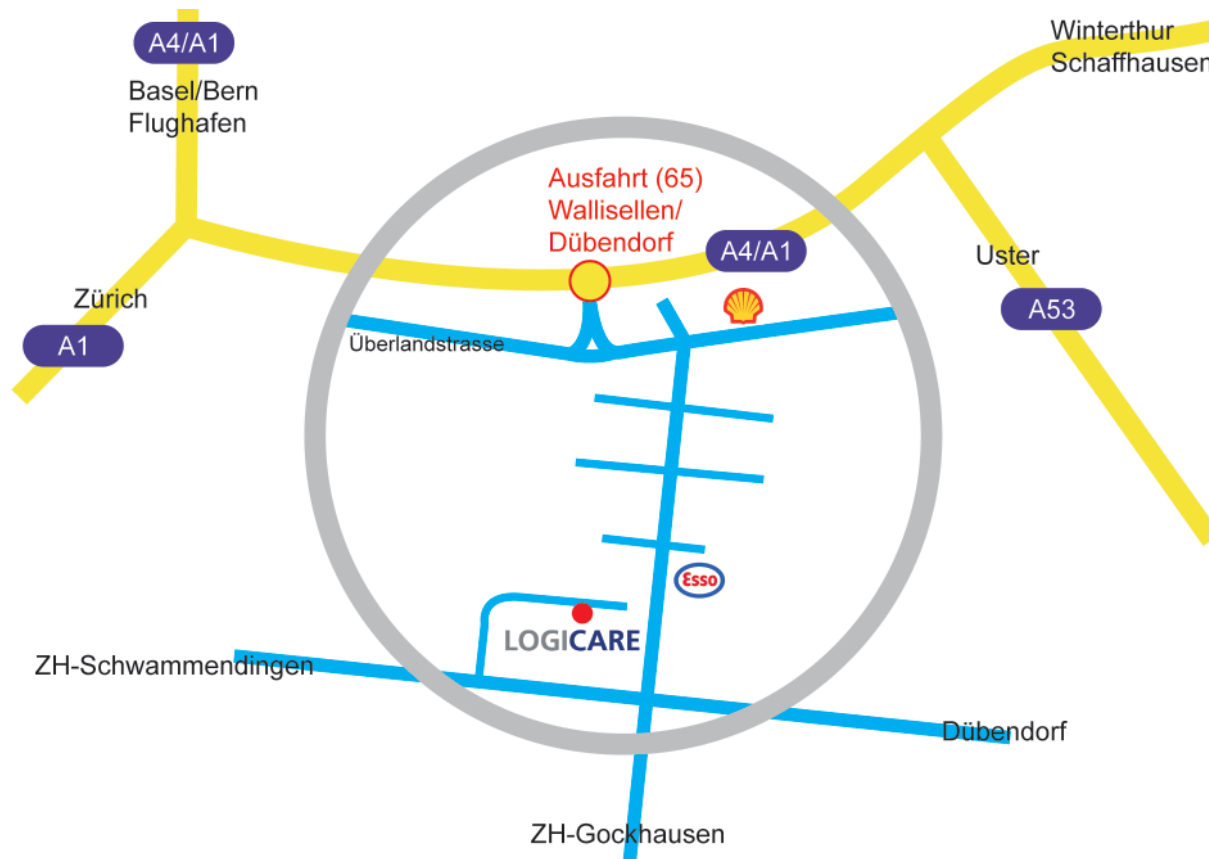 A4/A1
Basel/Bern
Flughafen
Winterthur
Schaffhausen
Ausfahrt (65)
Wallisellen/
Dübendorf
A4/A1
Uster
A53
Zürich
A1
Überlandstrasse
Esso
LOGICARE
ZH-Schwammendingen
Dübendorf
ZH-Gockhausen